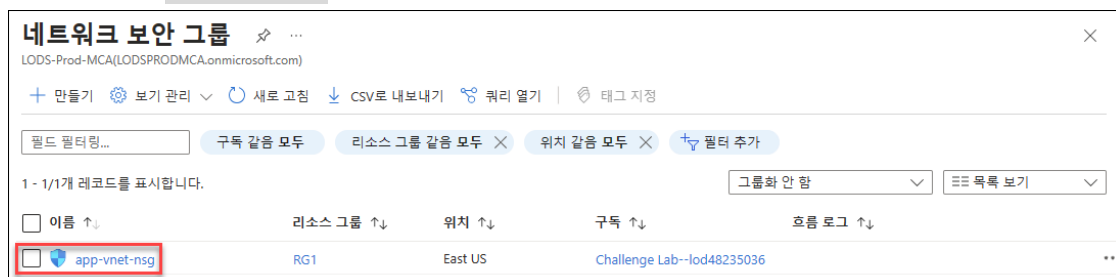 네트워크 보안 그룹
LODS-Prod-MCA(LODSPRODMCA.onmicrosoft.com)
만들기 보기 관리 새로 고침 CSV로 내보내기 쿼리 열기 태그 지정
필드 필터링... 구독 같음 모두 리소스 그룹 같음 모두 위치 같음 모두 필터 추가
1 - 1/1개 레코드를 표시합니다. 그룹화 안 함 목록 보기
이름 리소스 그룹 위치 구독 흐름 로그
app-vnet-nsg RG1 East US Challenge Lab--lod48235036